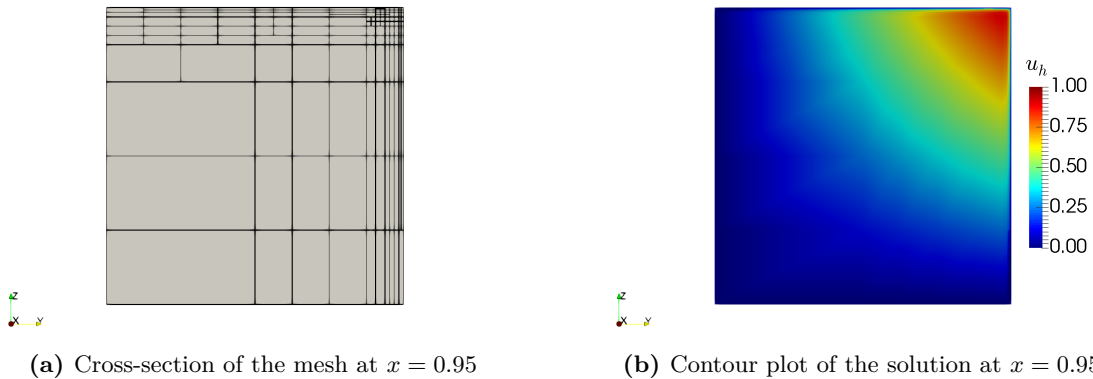 u_h
1.00
0.75
0.50
0.25
0.00
Z
X Y
Z
X Y
(a) Cross-section of the mesh at x = 0.95
(b) Contour plot of the solution at x = 0.95